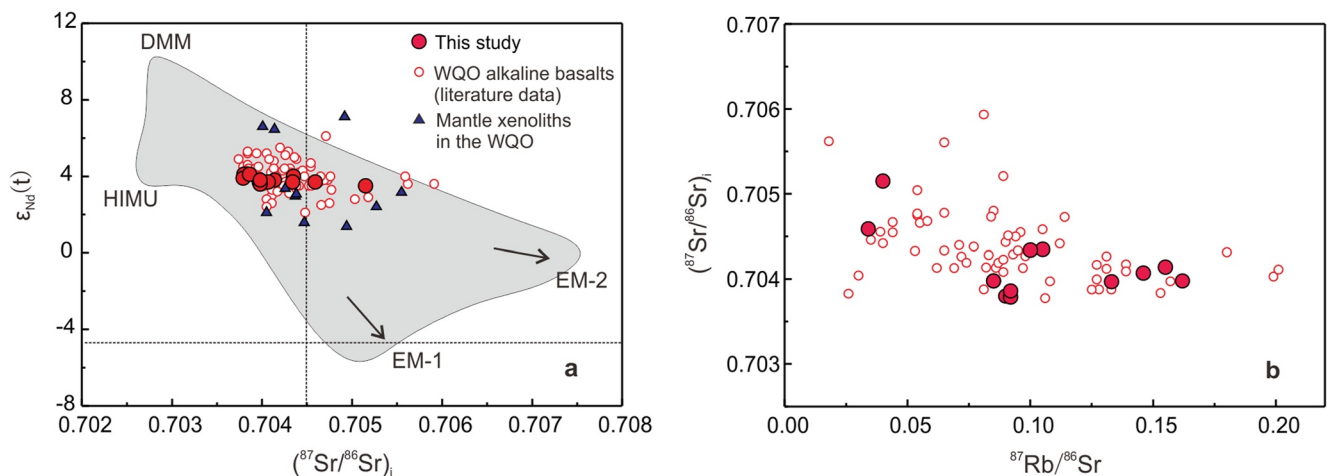 12
8
4
0
-4
-8
εNd(t)
DMM
HIMU
EM-2
EM-1
This study
WQO alkaline basalts
(literature data)
Mantle xenoliths
in the WQO
a
0.702 0.703 0.704 0.705 0.706 0.707 0.708
(⁸⁷Sr/⁸⁶Sr)i
0.707
0.706
0.705
0.704
0.703
(⁸⁷Sr/⁸⁶Sr)i
b
0.00 0.05 0.10 0.15 0.20
⁸⁷Rb/⁸⁶Sr